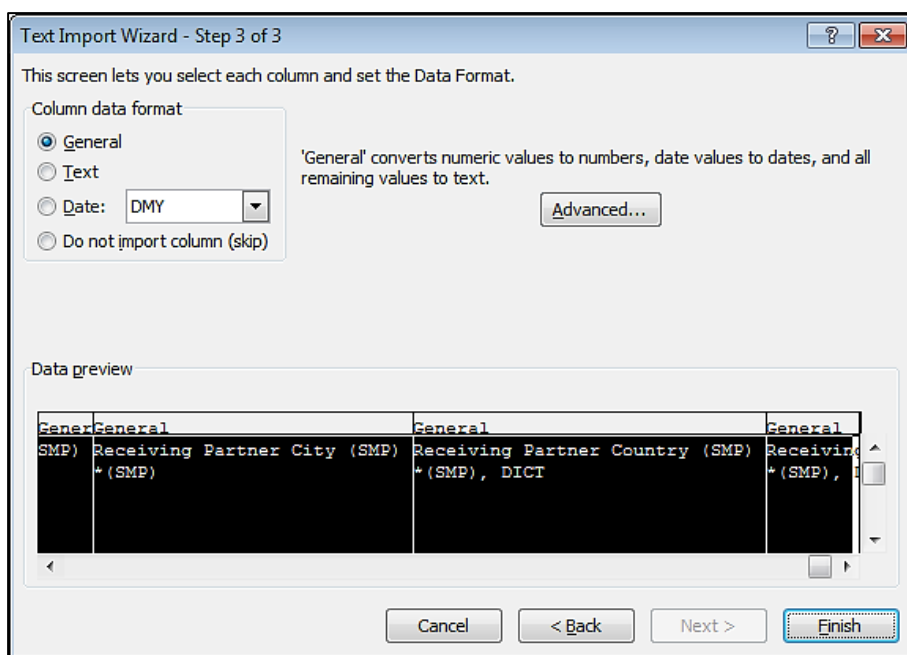 Text Import Wizard - Step 3 of 3
This screen lets you select each column and set the Data Format.
Column data format
General
Text
Date: DMY
Do not import column (skip)
'General' converts numeric values to numbers, date values to dates, and all
remaining values to text.
Advanced...
Data preview
Gener General General General
SMP) Receiving Partner City (SMP) Receiving Partner Country (SMP) Receiving
*(SMP) *(SMP), DICT *(SMP),
Cancel < Back Next > Finish